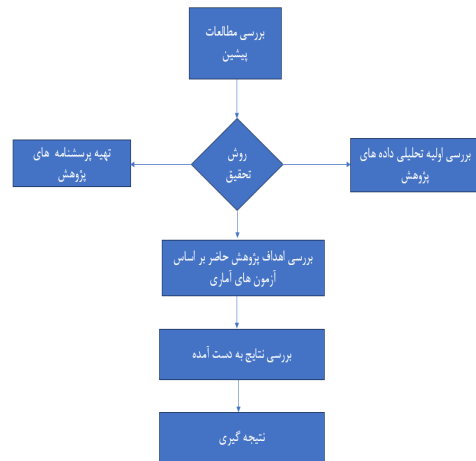 بررسی مطالعات
پیشین
روش
تحقیق
بررسی اولیه تحلیلی داده های
پژوهش
تهیه پرسشنامه های
پژوهش
بررسی اهداف پژوهش حاضر بر اساس
آزمون های آماری
بررسی نتایج به دست آمده
نتیجه گیری